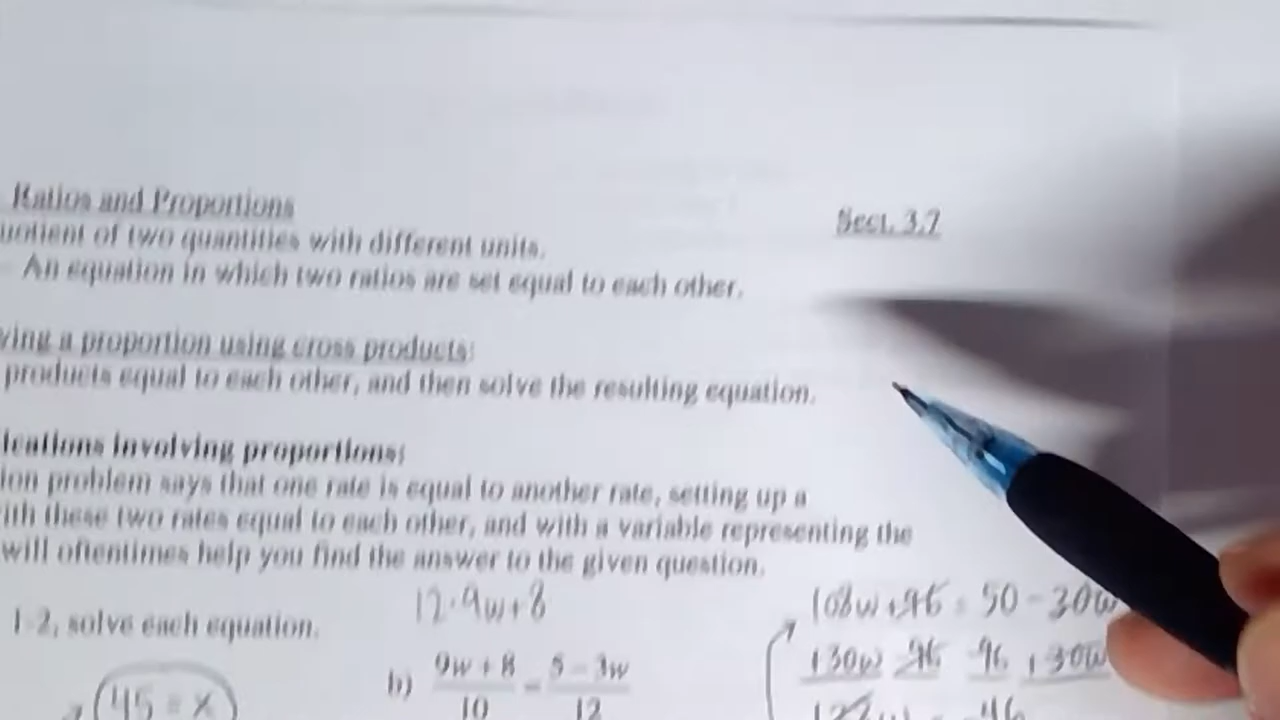 Ratios and Proportions
Sect. 3.7
uotient of two quantities with different units.
An equation in which two ratios are set equal to each other.
ving a proportion using cross products:
products equal to each other, and then solve the resulting equation.
ications involving proportions:
ion problem says that one rate is equal to another rate, setting up a
ith these two rates equal to each other, and with a variable representing the
will oftentimes help you find the answer to the given question.
12·9w+8
108w+96 = 50-30w
1-2, solve each equation.
+30w -96 -96 +30w
b) 9w + 8 = 5 - 3w
45 = x
10 12
-46